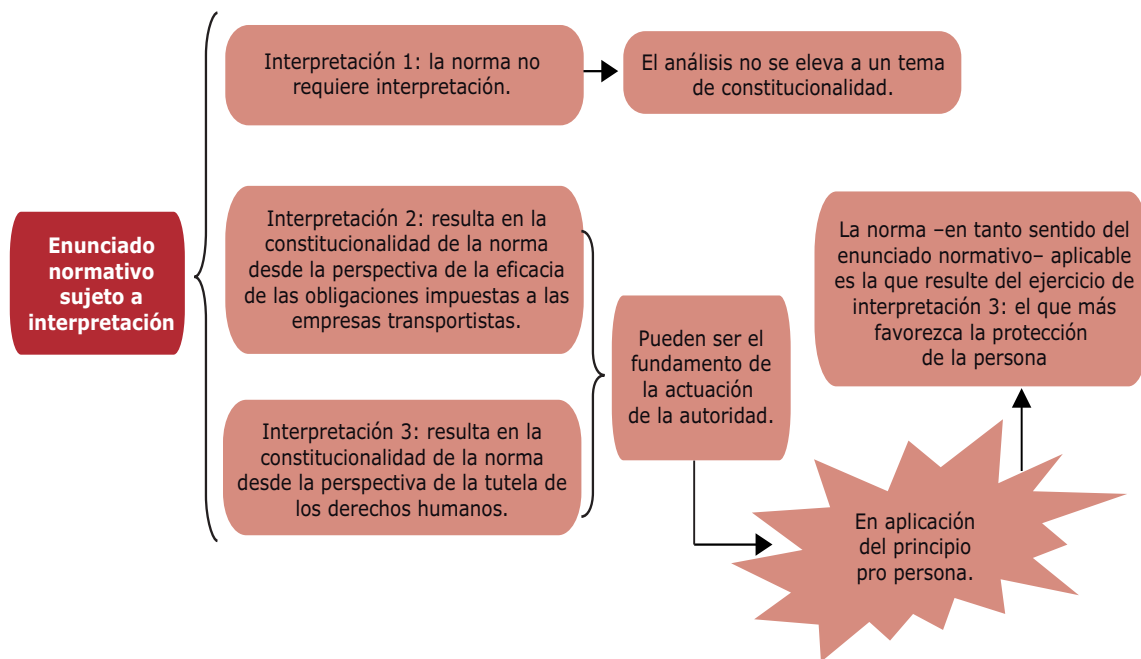 Enunciado
normativo
sujeto a
interpretación
Interpretación 1: la norma no
requiere interpretación.
El análisis no se eleva a un tema
de constitucionalidad.
Interpretación 2: resulta en la
constitucionalidad de la norma
desde la perspectiva de la eficacia
de las obligaciones impuestas a las
empresas transportistas.
Interpretación 3: resulta en la
constitucionalidad de la norma
desde la perspectiva de la tutela de
los derechos humanos.
Pueden ser el
fundamento de
la actuación
de la autoridad.
En aplicación
del principio
pro persona.
La norma –en tanto sentido del
enunciado normativo– aplicable
es la que resulte del ejercicio de
interpretación 3: el que más
favorezca la protección
de la persona